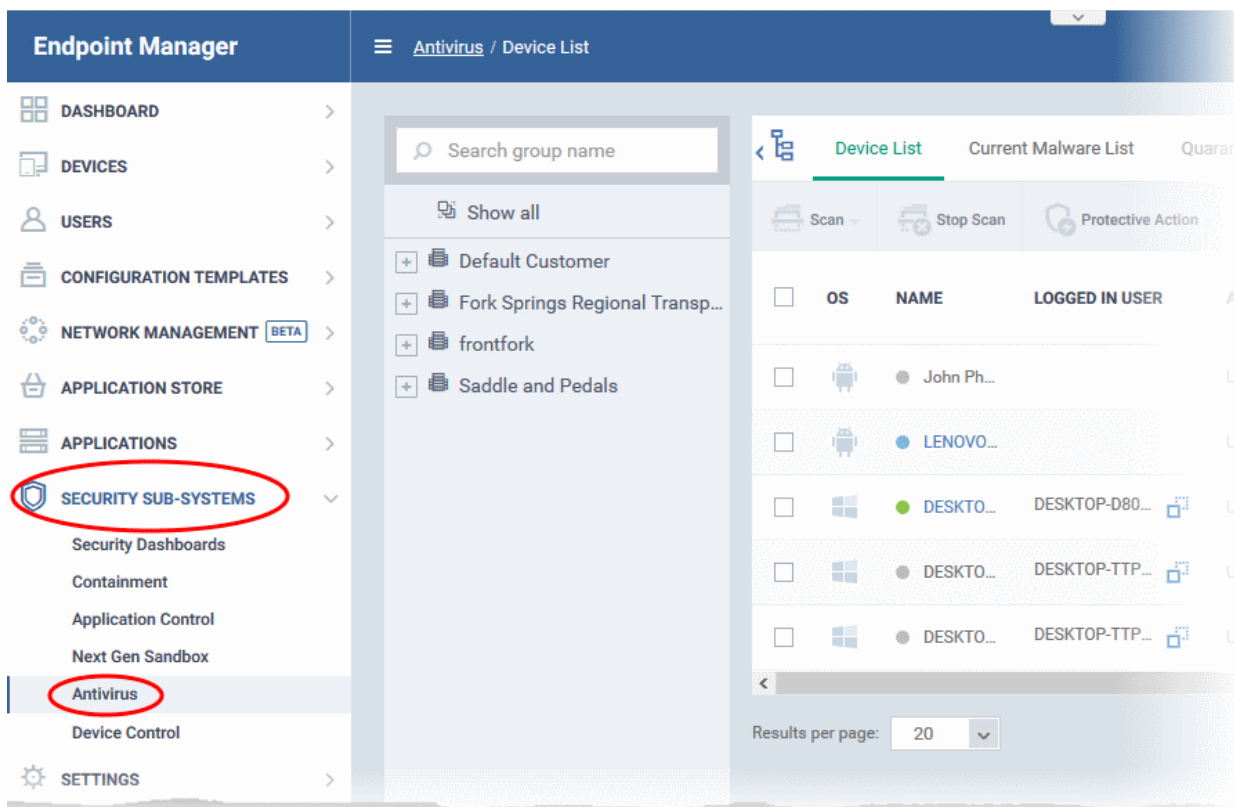 Endpoint Manager
Antivirus / Device List
DASHBOARD
DEVICES
USERS
CONFIGURATION TEMPLATES
NETWORK MANAGEMENT BETA
APPLICATION STORE
APPLICATIONS
SECURITY SUB-SYSTEMS
Security Dashboards
Containment
Application Control
Next Gen Sandbox
Antivirus
Device Control
SETTINGS
Search group name
Show all
Default Customer
Fork Springs Regional Transp...
frontfork
Saddle and Pedals
Device List Current Malware List Quaran
Scan Stop Scan Protective Action
OS NAME LOGGED IN USER
John Ph...
LENOVO...
DESKTO... DESKTOP-D80...
DESKTO... DESKTOP-TTP...
DESKTO... DESKTOP-TTP...
Results per page: 20